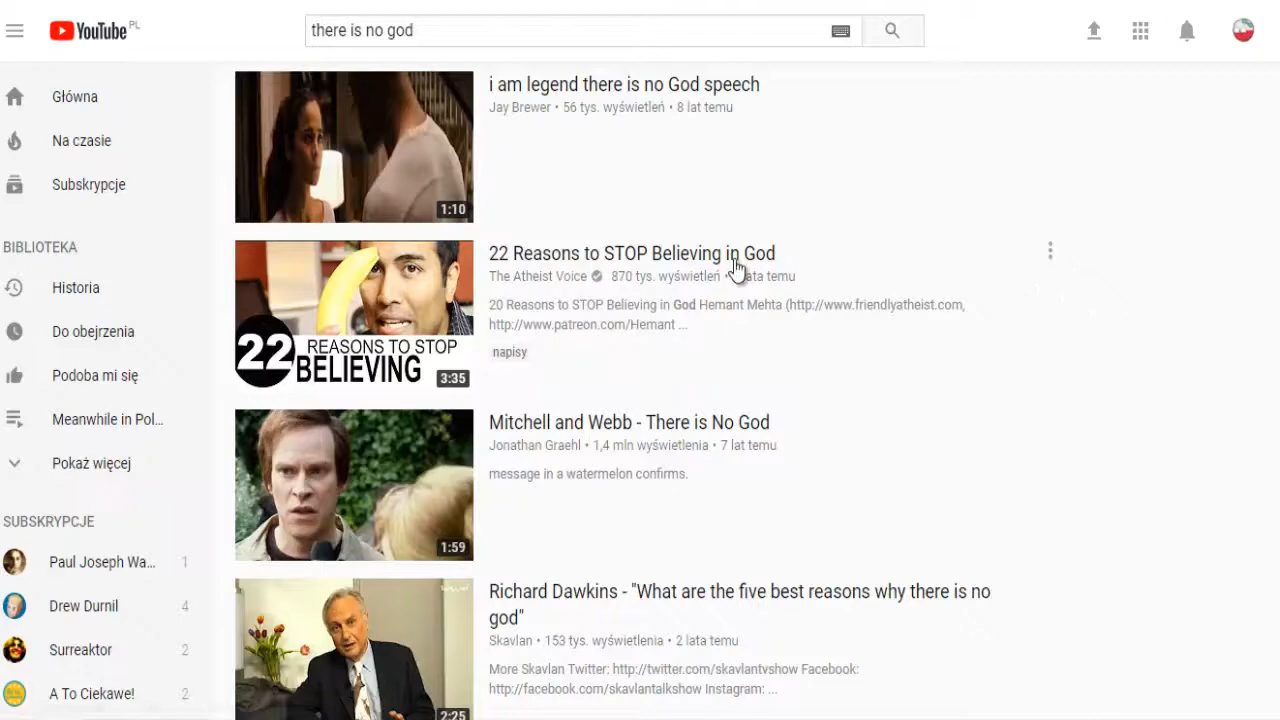 YouTube PL
there is no god
Główna
Na czasie
Subskrypcje
BIBLIOTEKA
Historia
Do obejrzenia
Podoba mi się
Meanwhile in Pol...
Pokaż więcej
SUBSKRYPCJE
Paul Joseph Wa... 1
Drew Durnil 4
Surreaktor 2
A To Ciekawe! 2
1:10
i am legend there is no God speech
Jay Brewer • 56 tys. wyświetleń • 8 lat temu
22 REASONS TO STOP
BELIEVING
3:35
22 Reasons to STOP Believing in God
The Atheist Voice 870 tys. wyświetleń • lata temu
20 Reasons to STOP Believing in God Hemant Mehta (http://www.friendlyatheist.com,
http://www.patreon.com/Hemant ...
napisy
1:59
Mitchell and Webb - There is No God
Jonathan Graehl • 1,4 mln wyświetlenia • 7 lat temu
message in a watermelon confirms.
2:25
Richard Dawkins - "What are the five best reasons why there is no
god"
Skavlan • 153 tys. wyświetlenia • 2 lata temu
More Skavlan Twitter: http://twitter.com/skavlantvshow Facebook:
http://facebook.com/skavlantalkshow Instagram: ...